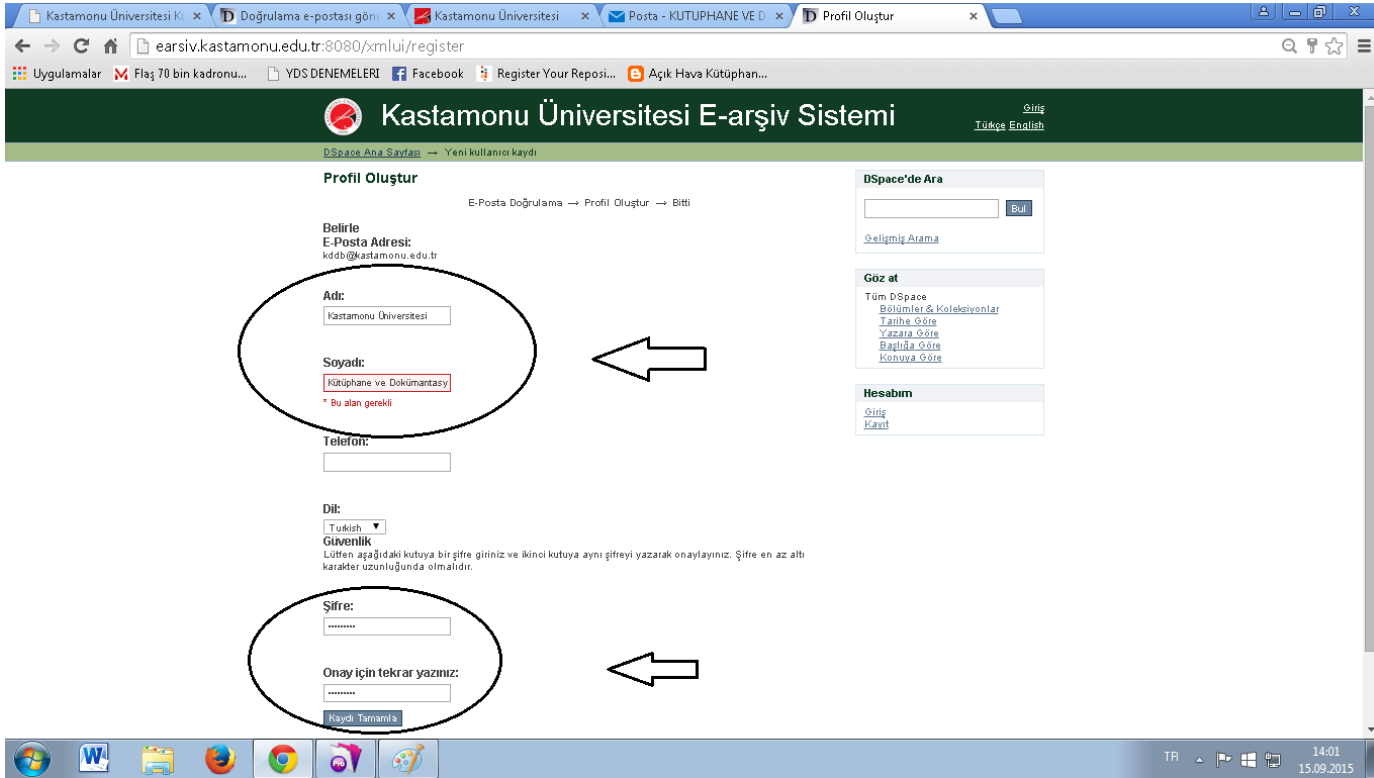 Kastamonu Üniversitesi Kü
Doğrulama e-postası gön
Kastamonu Üniversitesi
Posta - KUTUPHANE VE D
Profil Oluştur
earsiv.kastamonu.edu.tr:8080/xmlui/register
Uygulamalar
Flaş 70 bin kadronu...
YDS DENEMELERI
Facebook
Register Your Reposi...
Açık Hava Kütüphan...
Kastamonu Üniversitesi E-arşiv Sistemi
Giriş
Türkçe English
DSpace Ana Sayfası → Yeni kullanıcı kaydı
Profil Oluştur
E-Posta Doğrulama → Profil Oluştur → Bitti
Belirle
E-Posta Adresi:
kddb@kastamonu.edu.tr
Adı:
Kastamonu Üniversitesi
Soyadı:
Kütüphane ve Dokümantasy
* Bu alan gerekli
Telefon:
Dil:
Turkish
Güvenlik
Lütfen aşağıdaki kutuya bir şifre giriniz ve ikinci kutuya aynı şifreyi yazarak onaylayınız. Şifre en az altı
karakter uzunluğunda olmalıdır.
Şifre:
Onay için tekrar yazınız:
Kaydı Tamamla
DSpace'de Ara
Bul
Gelişmiş Arama
Göz at
Tüm DSpace
Bölümler & Koleksiyonlar
Tarihe Göre
Yazara Göre
Başlığa Göre
Konuya Göre
Hesabım
Giriş
Kayıt
TR
14:01
15.09.2015